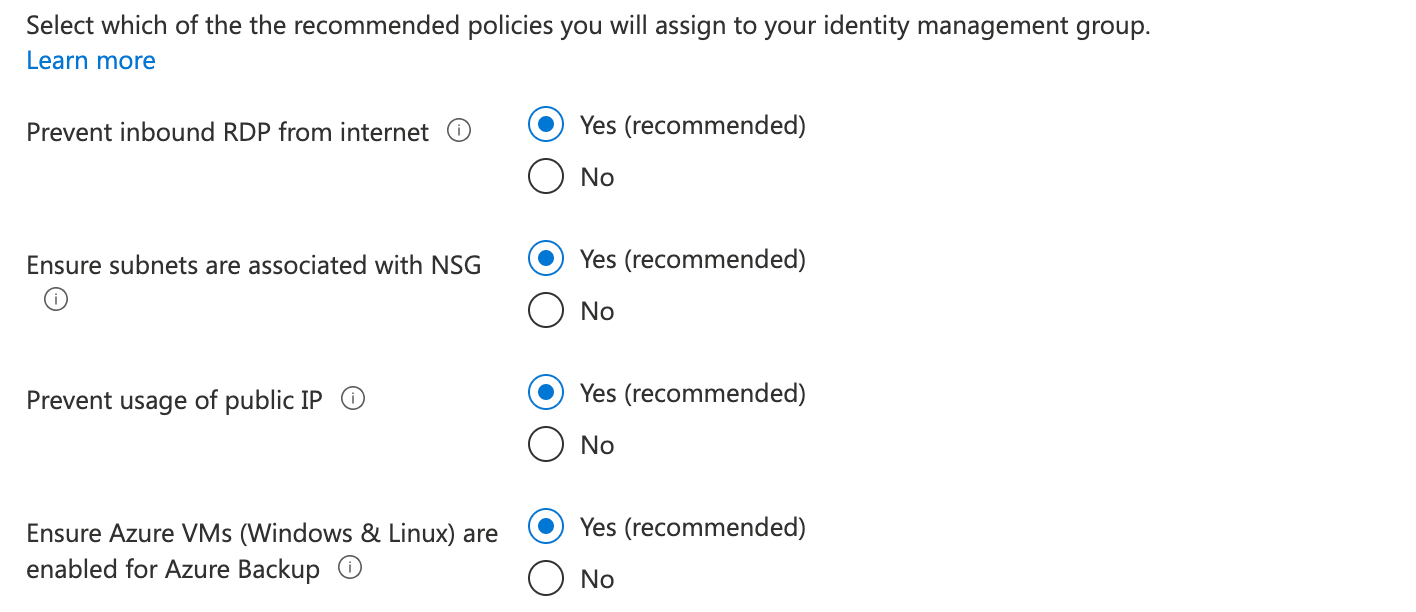 Select which of the the recommended policies you will assign to your identity management group.
Learn more
Prevent inbound RDP from internet
Yes (recommended)
No
Ensure subnets are associated with NSG
Yes (recommended)
No
Prevent usage of public IP
Yes (recommended)
No
Ensure Azure VMs (Windows & Linux) are
enabled for Azure Backup
Yes (recommended)
No